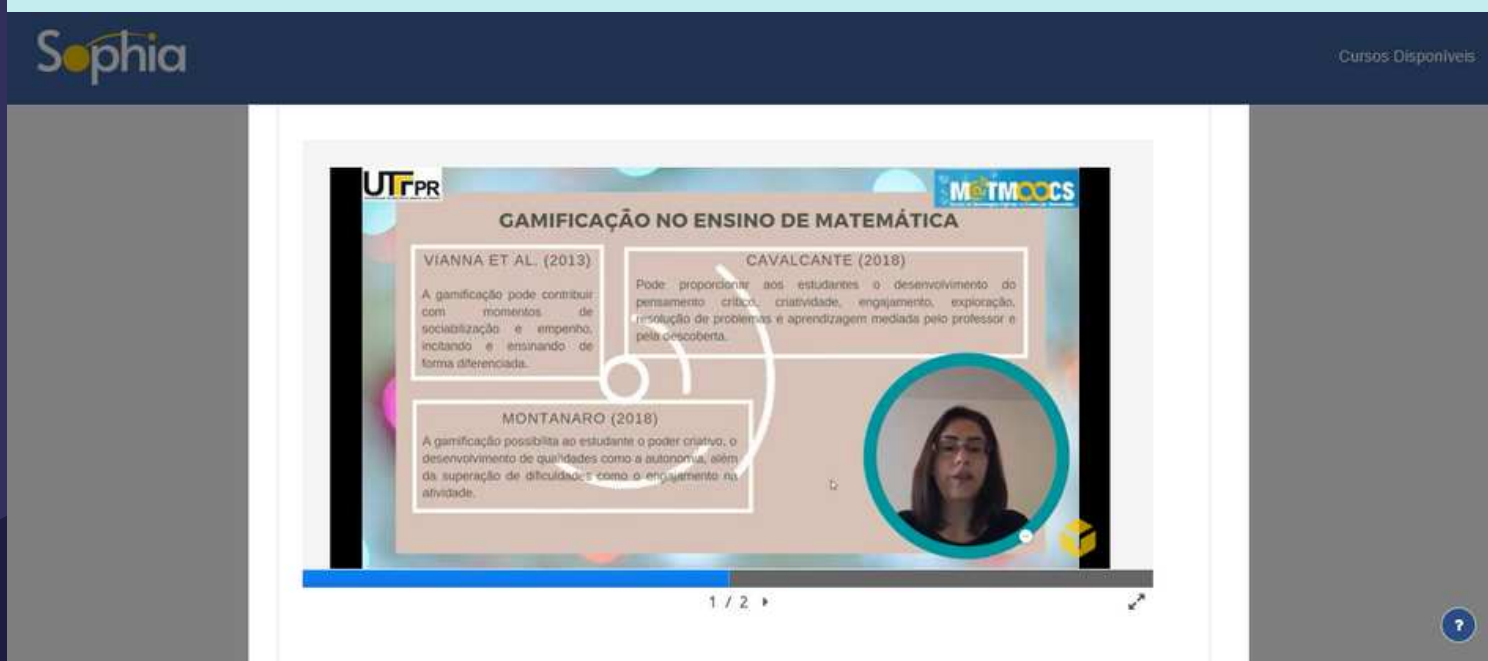 Sophia
Cursos Disponíveis
UTFPR
M@TMOOCS
GAMIFICAÇÃO NO ENSINO DE MATEMÁTICA
VIANNA ET AL. (2013)
A gamificação pode contribuir
com momentos de
sociabilização e empenho,
incitando e ensinando de
forma diferenciada.
CAVALCANTE (2018)
Pode proporcionar aos estudantes o desenvolvimento do
pensamento crítico, criatividade, engajamento, exploração,
resolução de problemas e aprendizagem mediada pelo professor e
pela descoberta.
MONTANARO (2018)
A gamificação possibilita ao estudante o poder criativo, o
desenvolvimento de qualidades como a autonomia, além
da superação de dificuldades como o engajamento na
atividade.
1 / 2
?